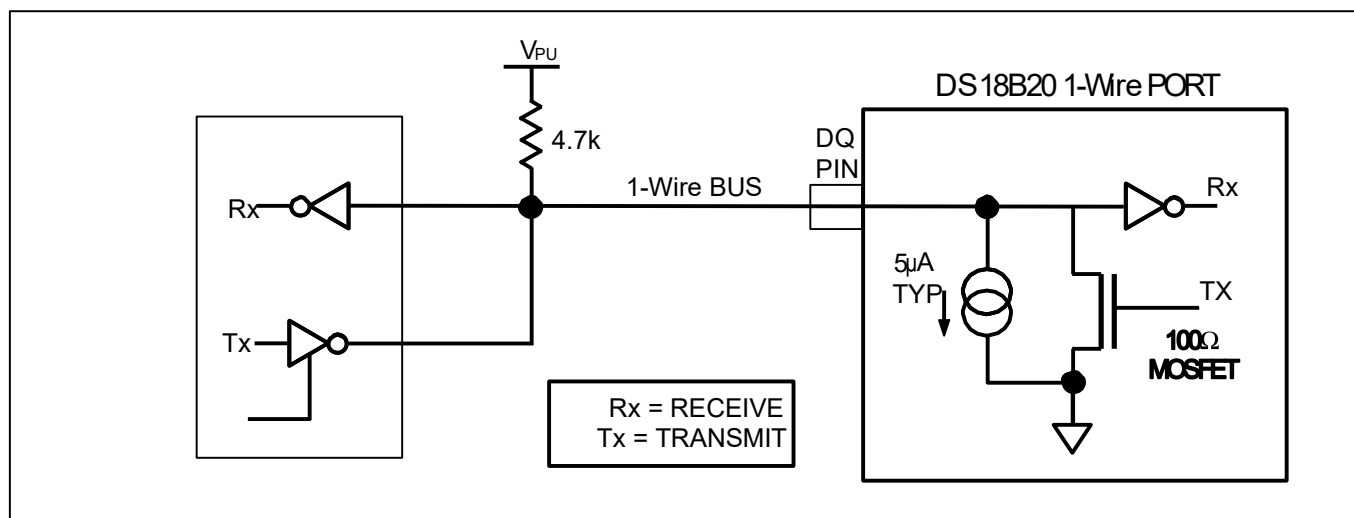 VPU
DS18B20 1-Wire PORT
4.7k
DQ
PIN
1-Wire BUS
Rx
Rx
5µA
TYP
TX
Tx
100Ω
MOSFET
Rx = RECEIVE
Tx = TRANSMIT